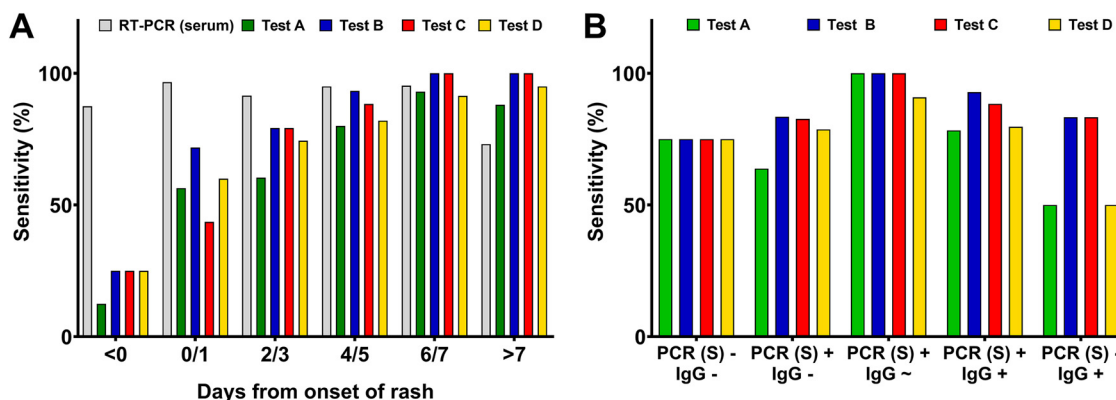 A
RT-PCR (serum) Test A Test B Test C Test D
Sensitivity (%)
100
50
0
<0 0/1 2/3 4/5 6/7 >7
Days from onset of rash
B
Test A Test B Test C Test D
Sensitivity (%)
100
50
0
PCR (S) - PCR (S) + PCR (S) + PCR (S) + PCR (S) -
IgG - IgG - IgG ~ IgG + IgG +